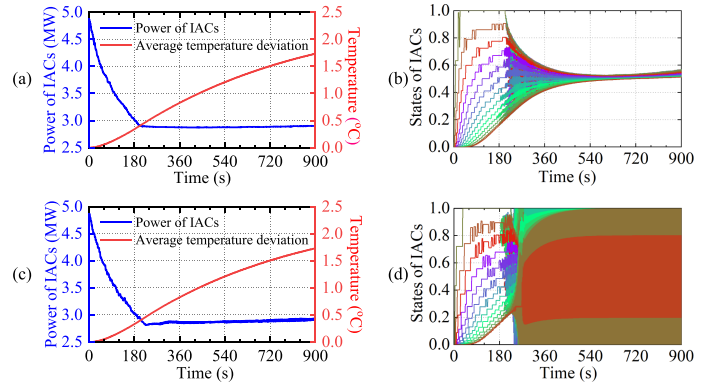 (a)
Power of IACs (MW)
5.0
4.5
4.0
3.5
3.0
2.5
Power of IACs
Average temperature deviation
2.5
2.0
1.5
1.0
0.5
0.0
Temperature (°C)
0 180 360 540 720 900
Time (s)
(b)
States of IACs
1.0
0.8
0.6
0.4
0.2
0.0
0 180 360 540 720 900
Time (s)
(c)
Power of IACs (MW)
5.0
4.5
4.0
3.5
3.0
2.5
Power of IACs
Average temperature deviation
2.5
2.0
1.5
1.0
0.5
0.0
Temperature (°C)
0 180 360 540 720 900
Time (s)
(d)
States of IACs
1.0
0.8
0.6
0.4
0.2
0.0
0 180 360 540 720 900
Time (s)